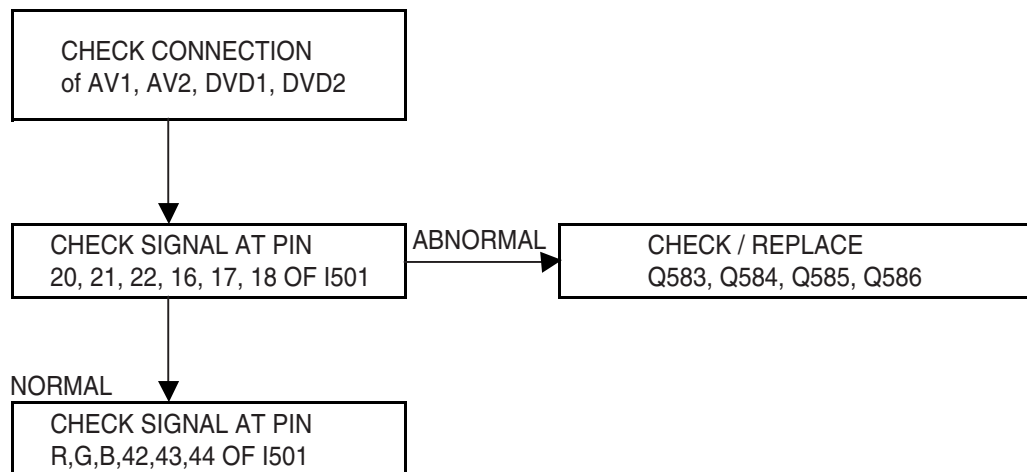 CHECK CONNECTION
of AV1, AV2, DVD1, DVD2
CHECK SIGNAL AT PIN
20, 21, 22, 16, 17, 18 OF I501
ABNORMAL
CHECK / REPLACE
Q583, Q584, Q585, Q586
NORMAL
CHECK SIGNAL AT PIN
R,G,B,42,43,44 OF I501